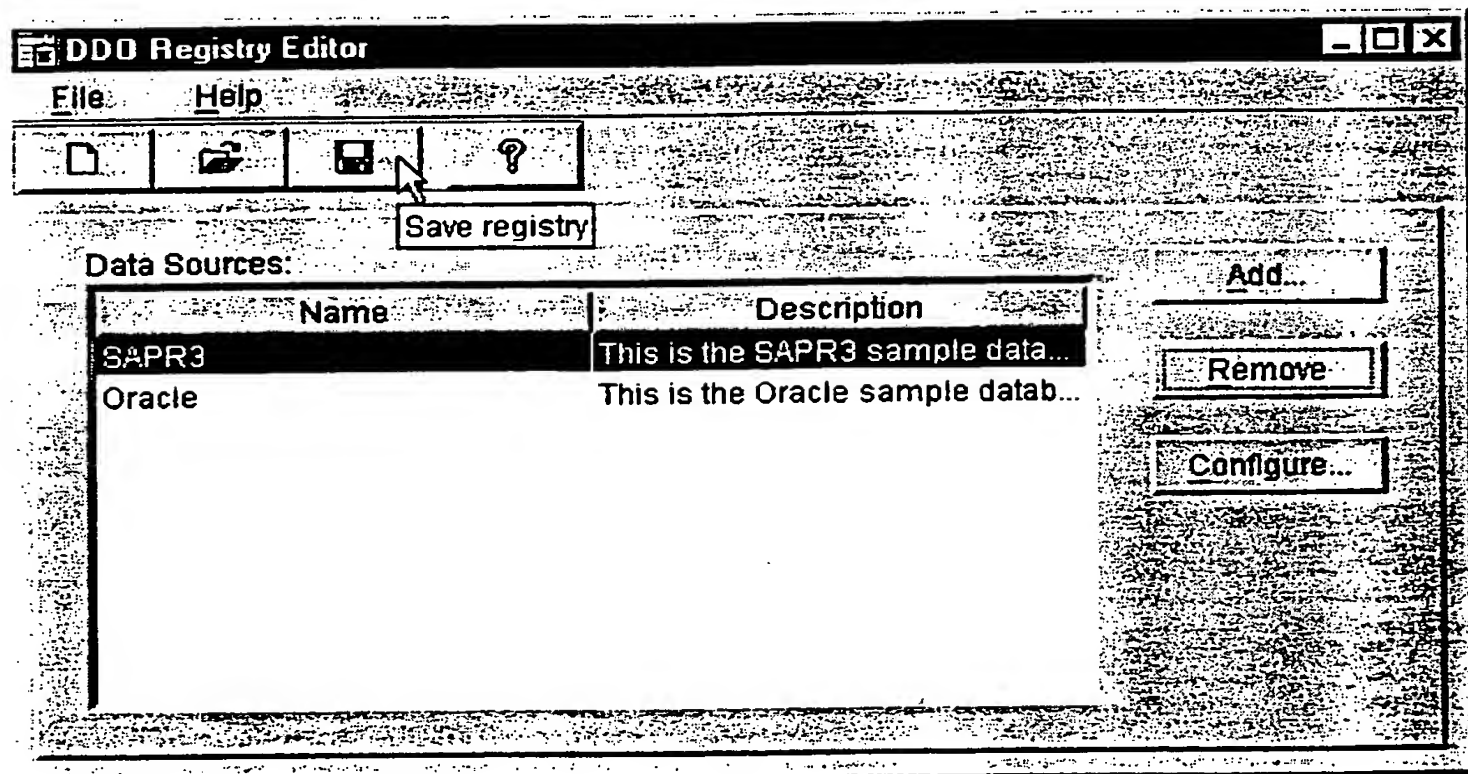 DDO Registry Editor
File Help
Save registry
Data Sources:
Name Description
SAPR3 This is the SAPR3 sample data...
Oracle This is the Oracle sample datab...
Add...
Remove
Configure...